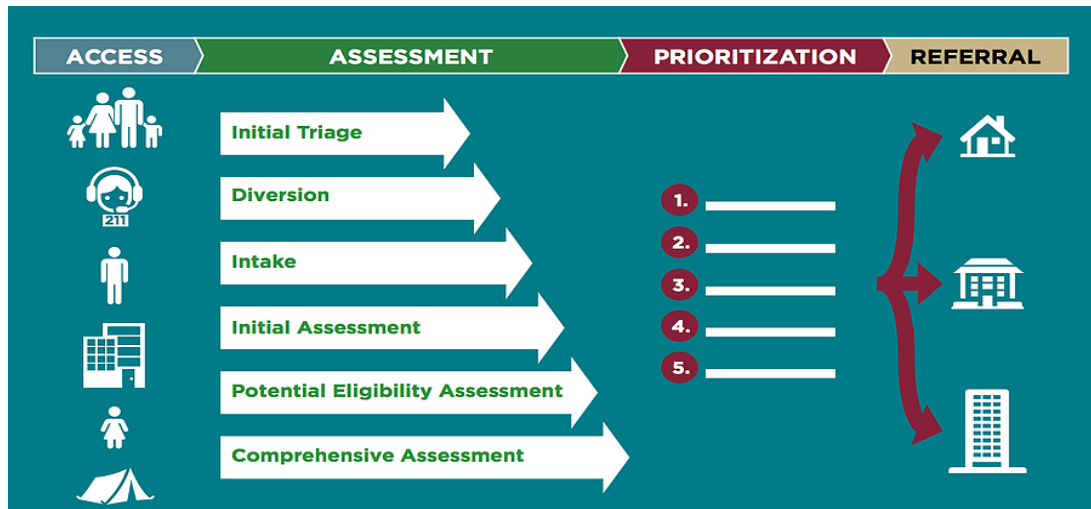 ACCESS
ASSESSMENT
PRIORITIZATION
REFERRAL
211
Initial Triage
Diversion
Intake
Initial Assessment
Potential Eligibility Assessment
Comprehensive Assessment
1.
2.
3.
4.
5.